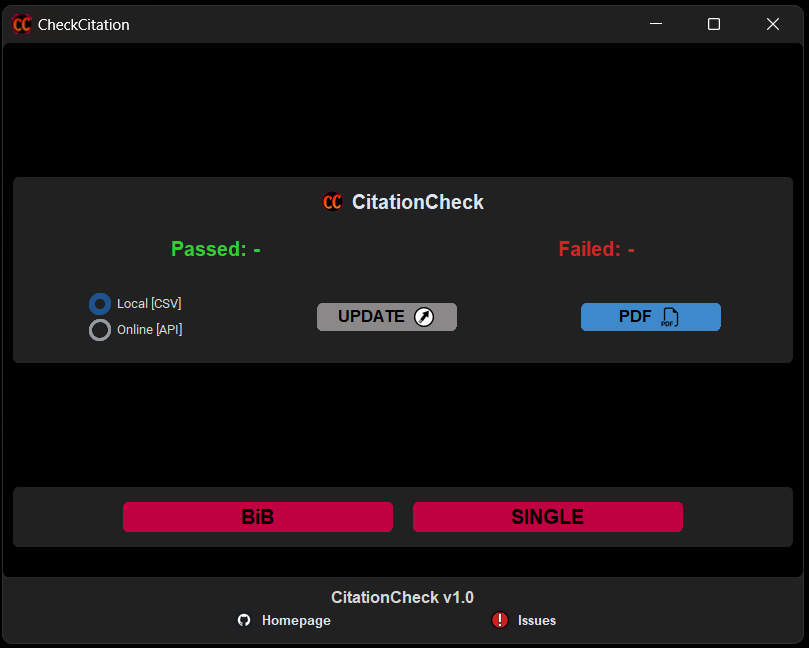 CC CheckCitation
CC CitationCheck
Passed: - Failed: -
Local [CSV]
Online [API]
UPDATE PDF PDF
BiB SINGLE
CitationCheck v1.0
Homepage ! Issues